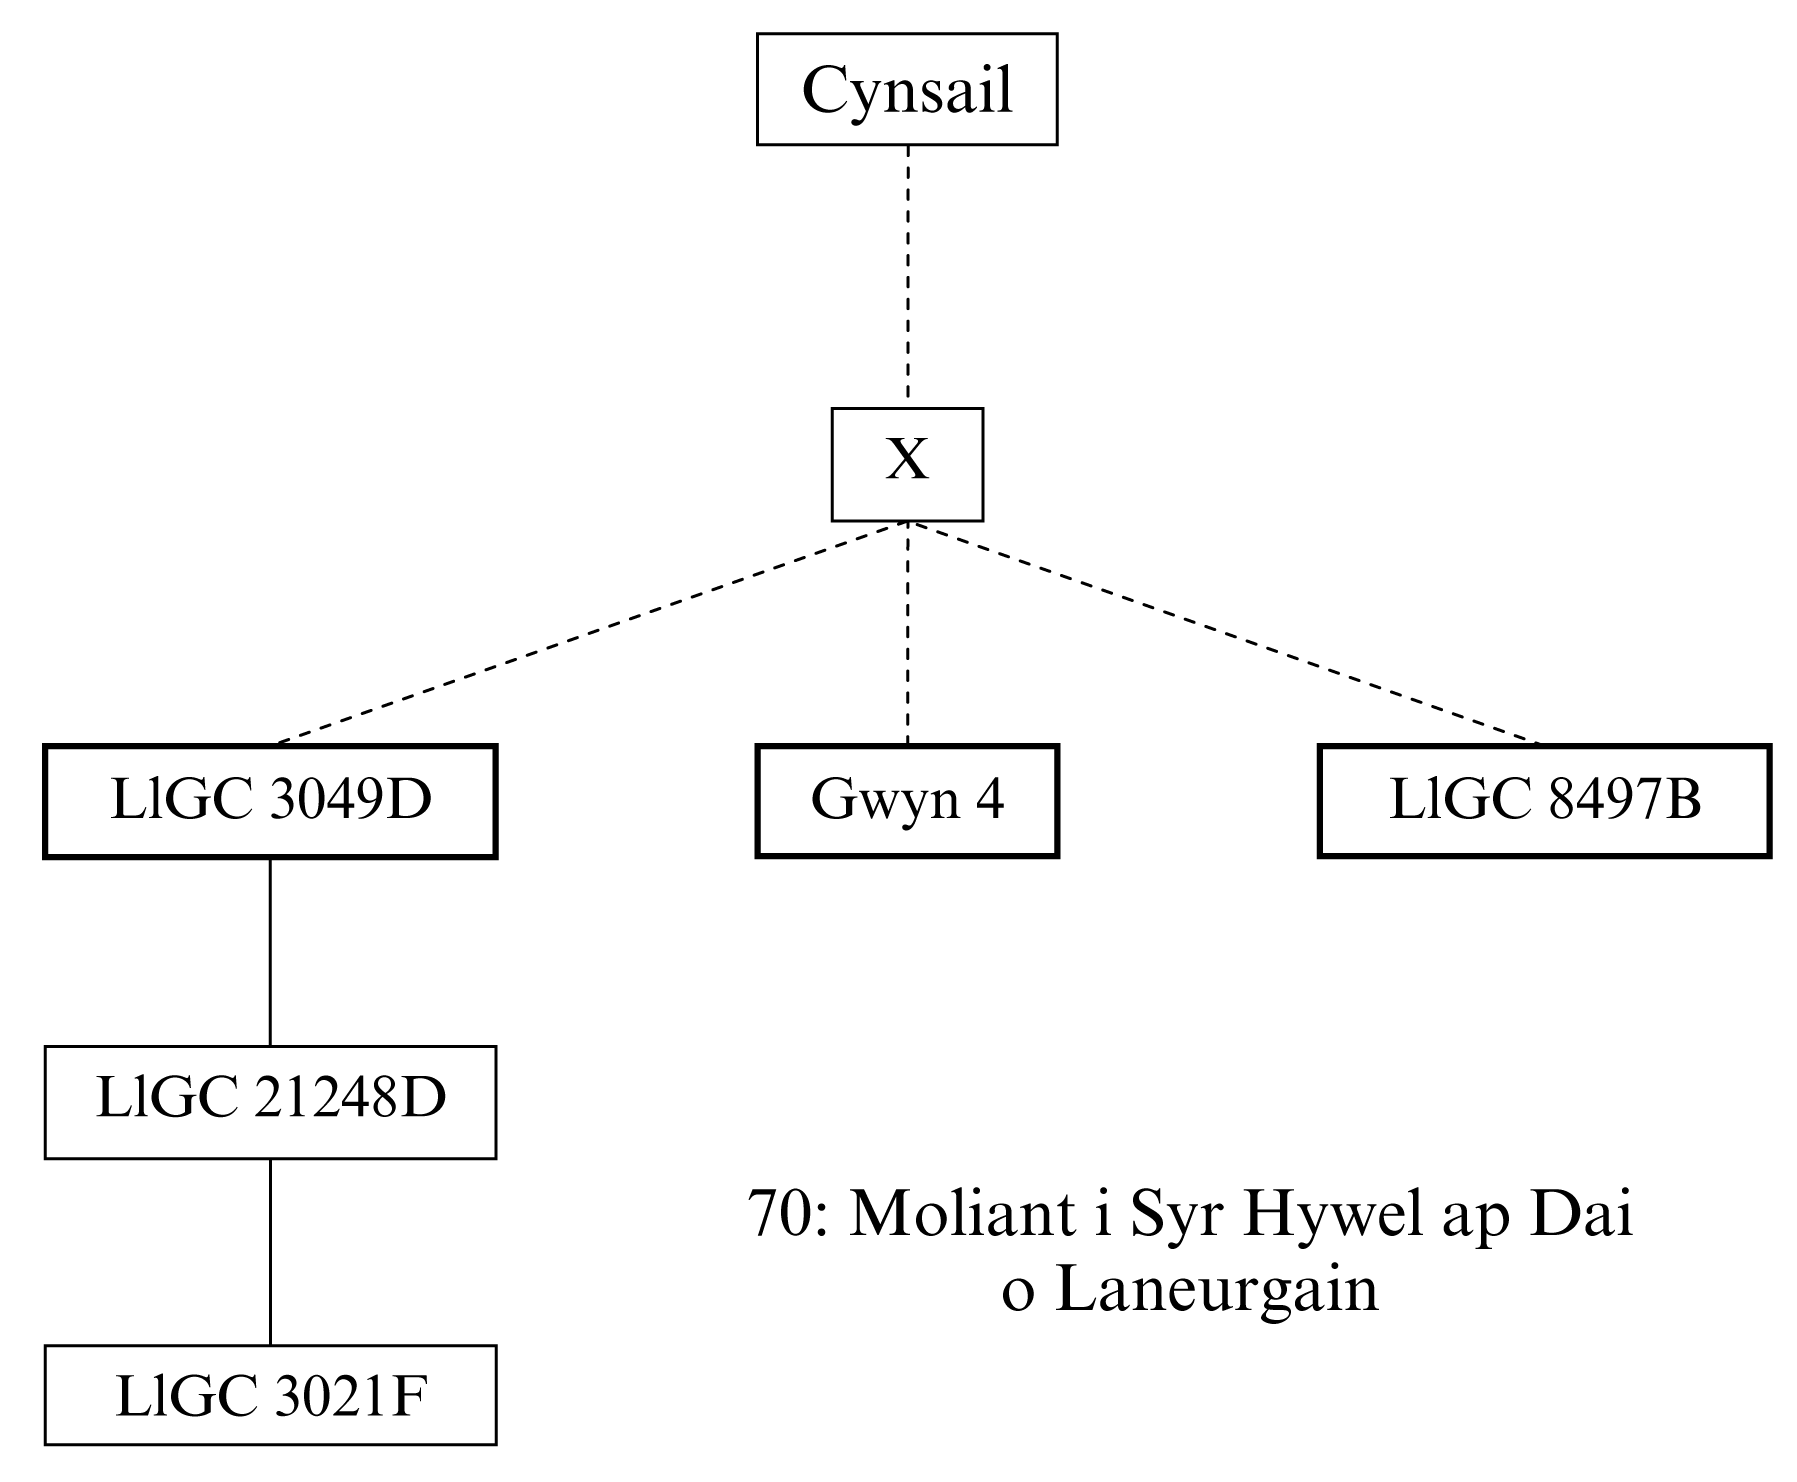 Cynsail
X
LlGC 3049D
Gwyn 4
LlGC 8497B
LlGC 21248D
70: Moliant i Syr Hywel ap Dai
o Laneurgain
LlGC 3021F